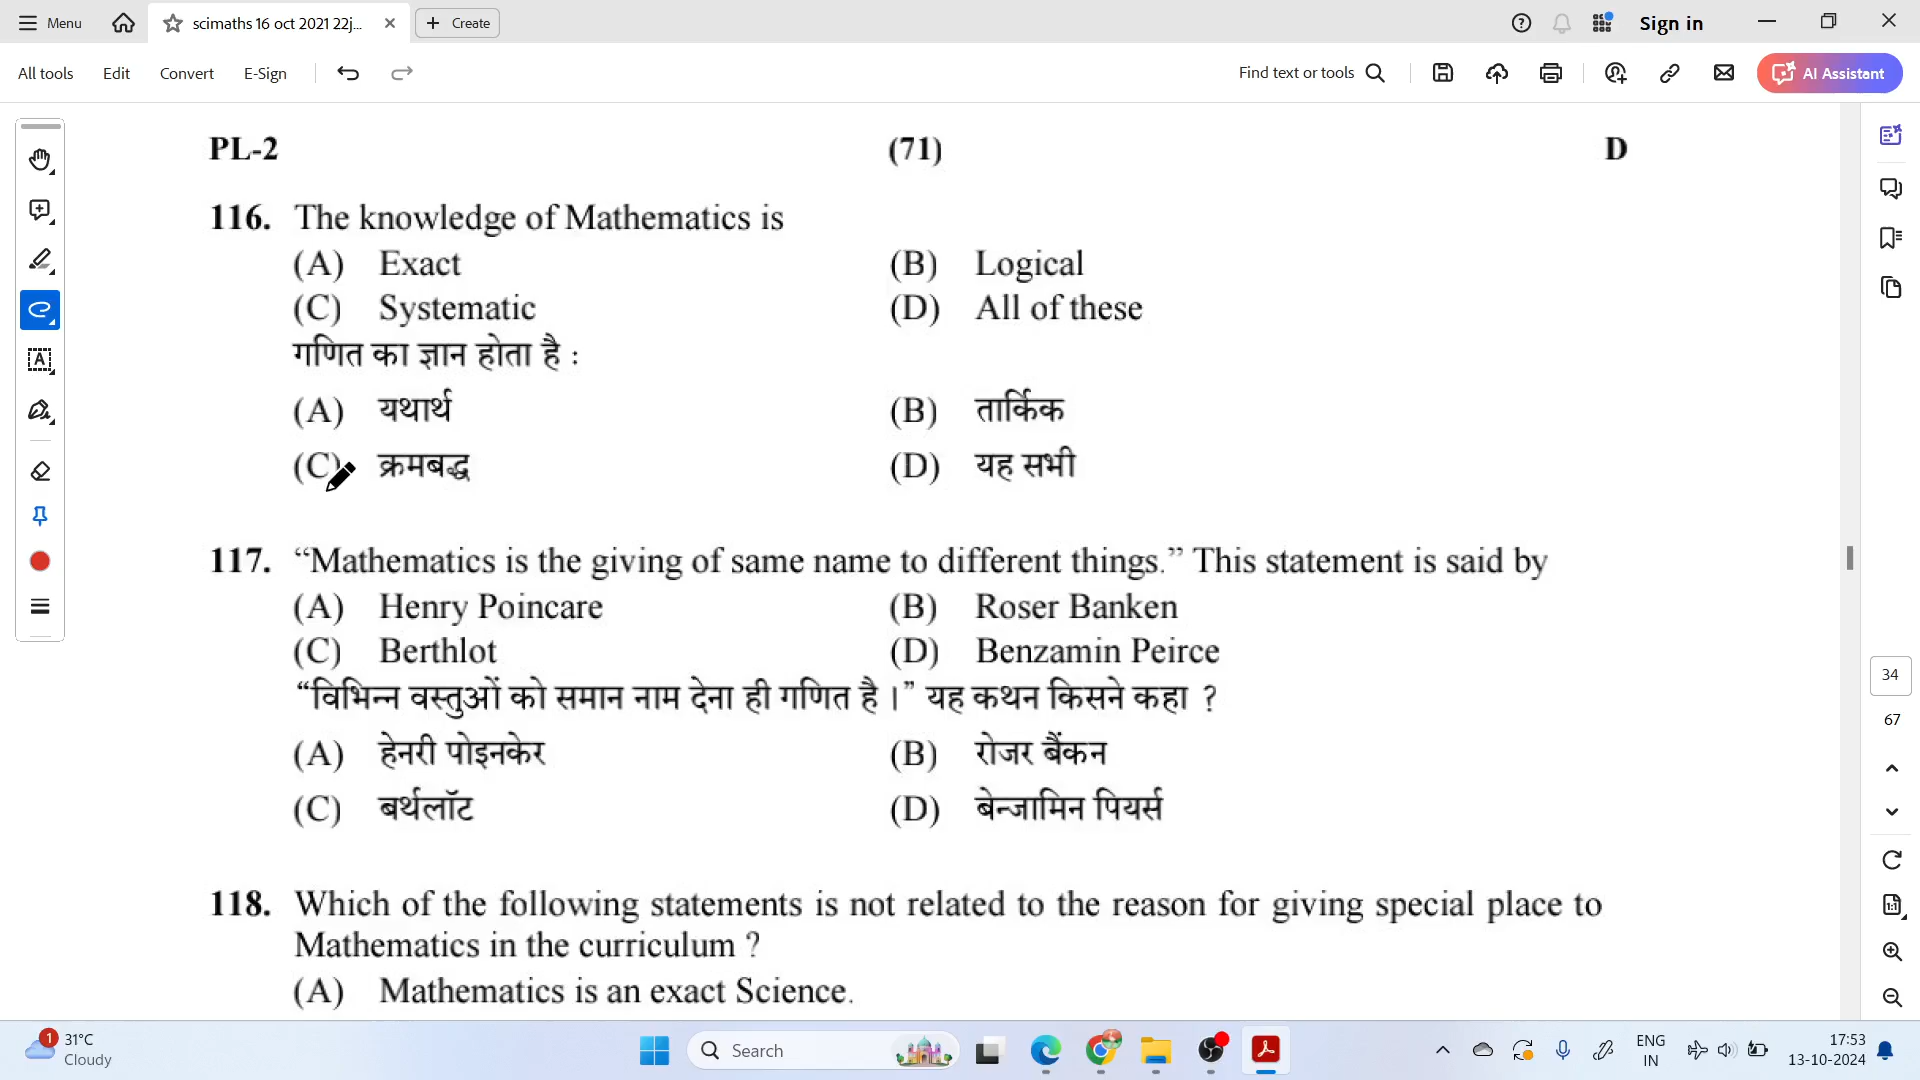 Menu
scimaths 16 oct 2021 22j...
Create
Sign in
All tools
Edit
Convert
E-Sign
Find text or tools
AI Assistant
PL-2 (71) D
116. The knowledge of Mathematics is
(A) Exact (B) Logical
(C) Systematic (D) All of these
गणित का ज्ञान होता है :
(A) यथार्थ (B) तार्किक
(C) क्रमबद्ध (D) यह सभी
117. “Mathematics is the giving of same name to different things.” This statement is said by
(A) Henry Poincare (B) Roser Banken
(C) Berthlot (D) Benzamin Peirce
“विभिन्न वस्तुओं को समान नाम देना ही गणित है ।” यह कथन किसने कहा ?
(A) हेनरी पोइनकेर (B) रोजर बैंकन
(C) बर्थलॉट (D) बेन्जामिन पियर्स
118. Which of the following statements is not related to the reason for giving special place to
Mathematics in the curriculum ?
(A) Mathematics is an exact Science.
34
67
1
31°C
Cloudy
Search
ENG
IN
17:53
13-10-2024